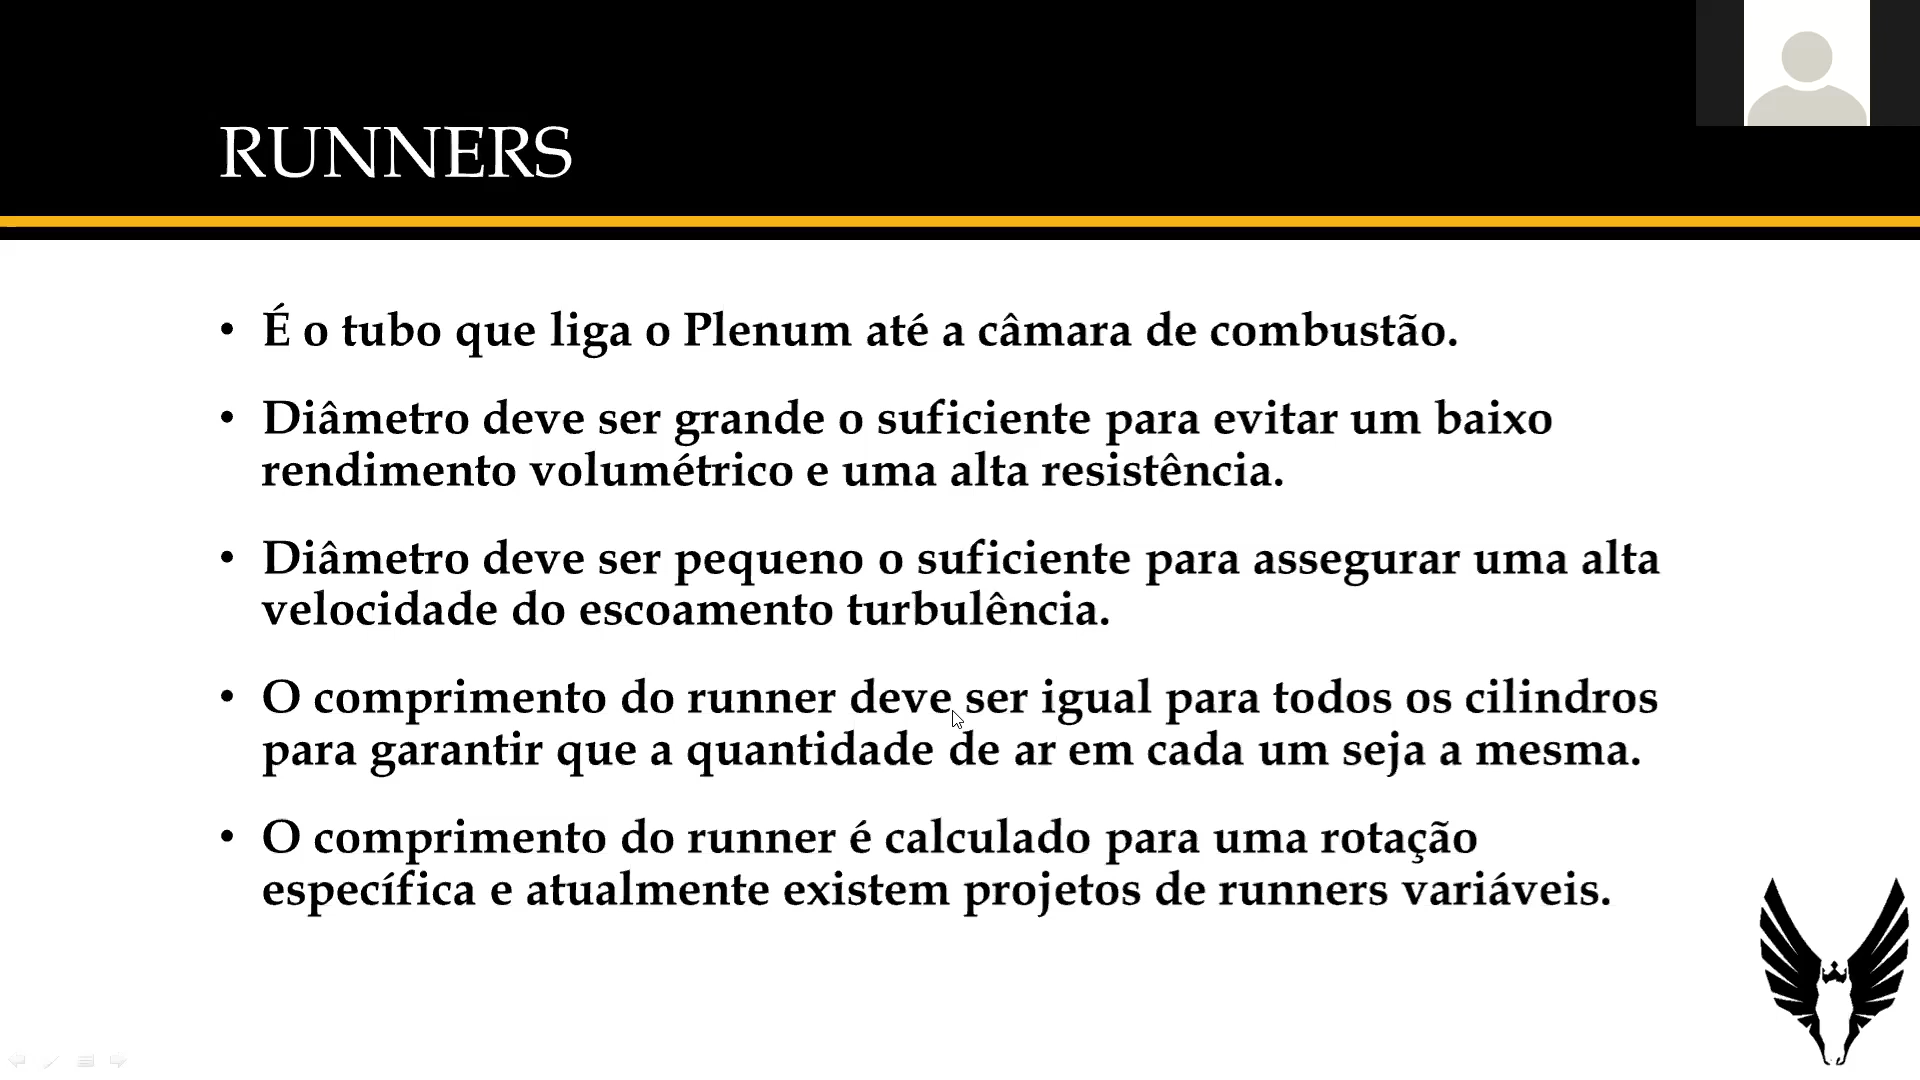 RUNNERS
• É o tubo que liga o Plenum até a câmara de combustão.
• Diâmetro deve ser grande o suficiente para evitar um baixo
rendimento volumétrico e uma alta resistência.
• Diâmetro deve ser pequeno o suficiente para assegurar uma alta
velocidade do escoamento turbulência.
• O comprimento do runner deve ser igual para todos os cilindros
para garantir que a quantidade de ar em cada um seja a mesma.
• O comprimento do runner é calculado para uma rotação
específica e atualmente existem projetos de runners variáveis.